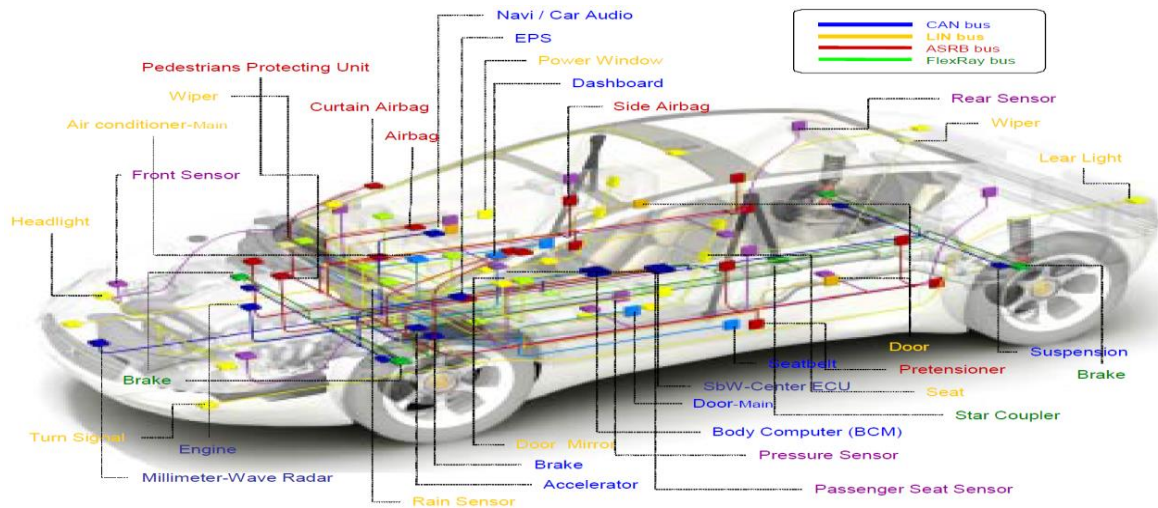 Navi / Car Audio
CAN bus
LIN bus
ASRB bus
FlexRay bus
EPS
Power Window
Pedestrians Protecting Unit
Dashboard
Wiper
Curtain Airbag
Side Airbag
Rear Sensor
Air conditioner-Main
Airbag
Wiper
Lear Light
Front Sensor
Headlight
Door
Suspension
Brake
Seatbelt
Pretensioner
Brake
SbW-Center ECU
Seat
Door-Main
Star Coupler
Turn Signal
Engine
Door Mirror
Body Computer (BCM)
Brake
Pressure Sensor
Millimeter-Wave Radar
Accelerator
Passenger Seat Sensor
Rain Sensor